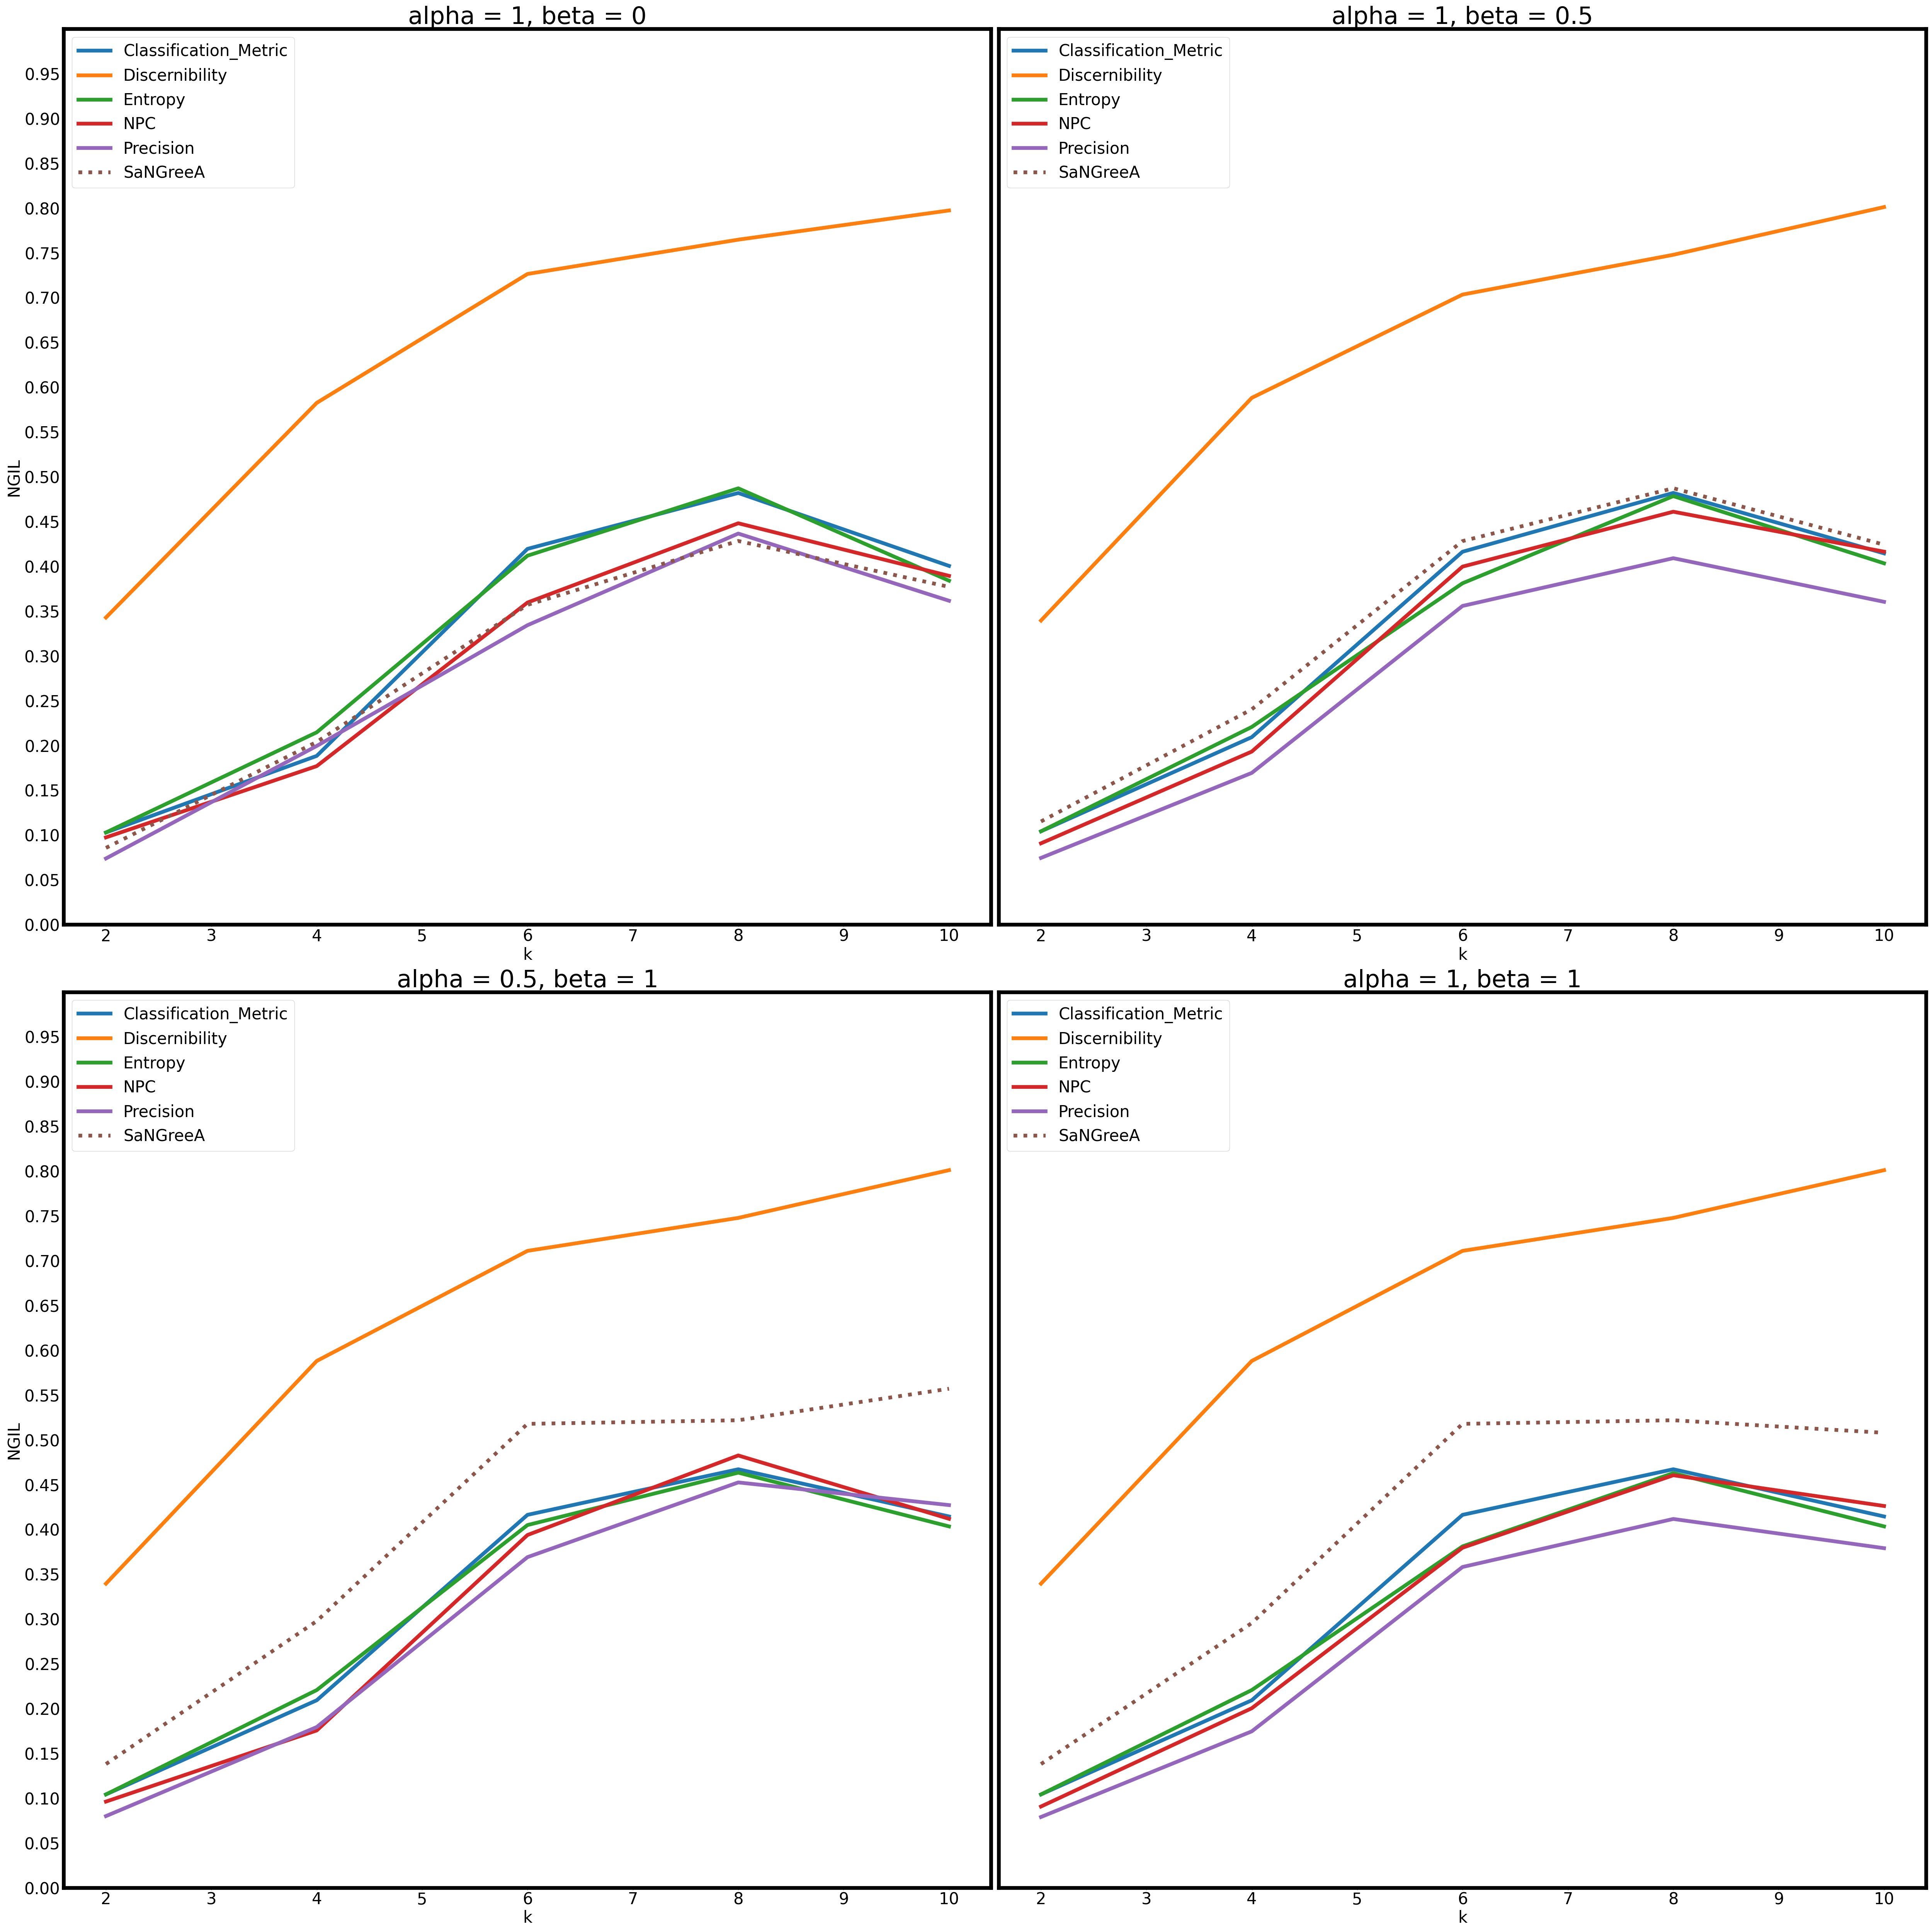 alpha = 1, beta = 0
Classification_Metric
Discernibility
Entropy
NPC
Precision
SaNGreeA
0.95
0.90
0.85
0.80
0.75
0.70
0.65
0.60
0.55
0.50
0.45
0.40
0.35
0.30
0.25
0.20
0.15
0.10
0.05
0.00
NGIL
2 3 4 5 6 7 8 9 10
k
alpha = 1, beta = 0.5
Classification_Metric
Discernibility
Entropy
NPC
Precision
SaNGreeA
2 3 4 5 6 7 8 9 10
k
alpha = 0.5, beta = 1
Classification_Metric
Discernibility
Entropy
NPC
Precision
SaNGreeA
0.95
0.90
0.85
0.80
0.75
0.70
0.65
0.60
0.55
0.50
0.45
0.40
0.35
0.30
0.25
0.20
0.15
0.10
0.05
0.00
NGIL
2 3 4 5 6 7 8 9 10
k
alpha = 1, beta = 1
Classification_Metric
Discernibility
Entropy
NPC
Precision
SaNGreeA
2 3 4 5 6 7 8 9 10
k